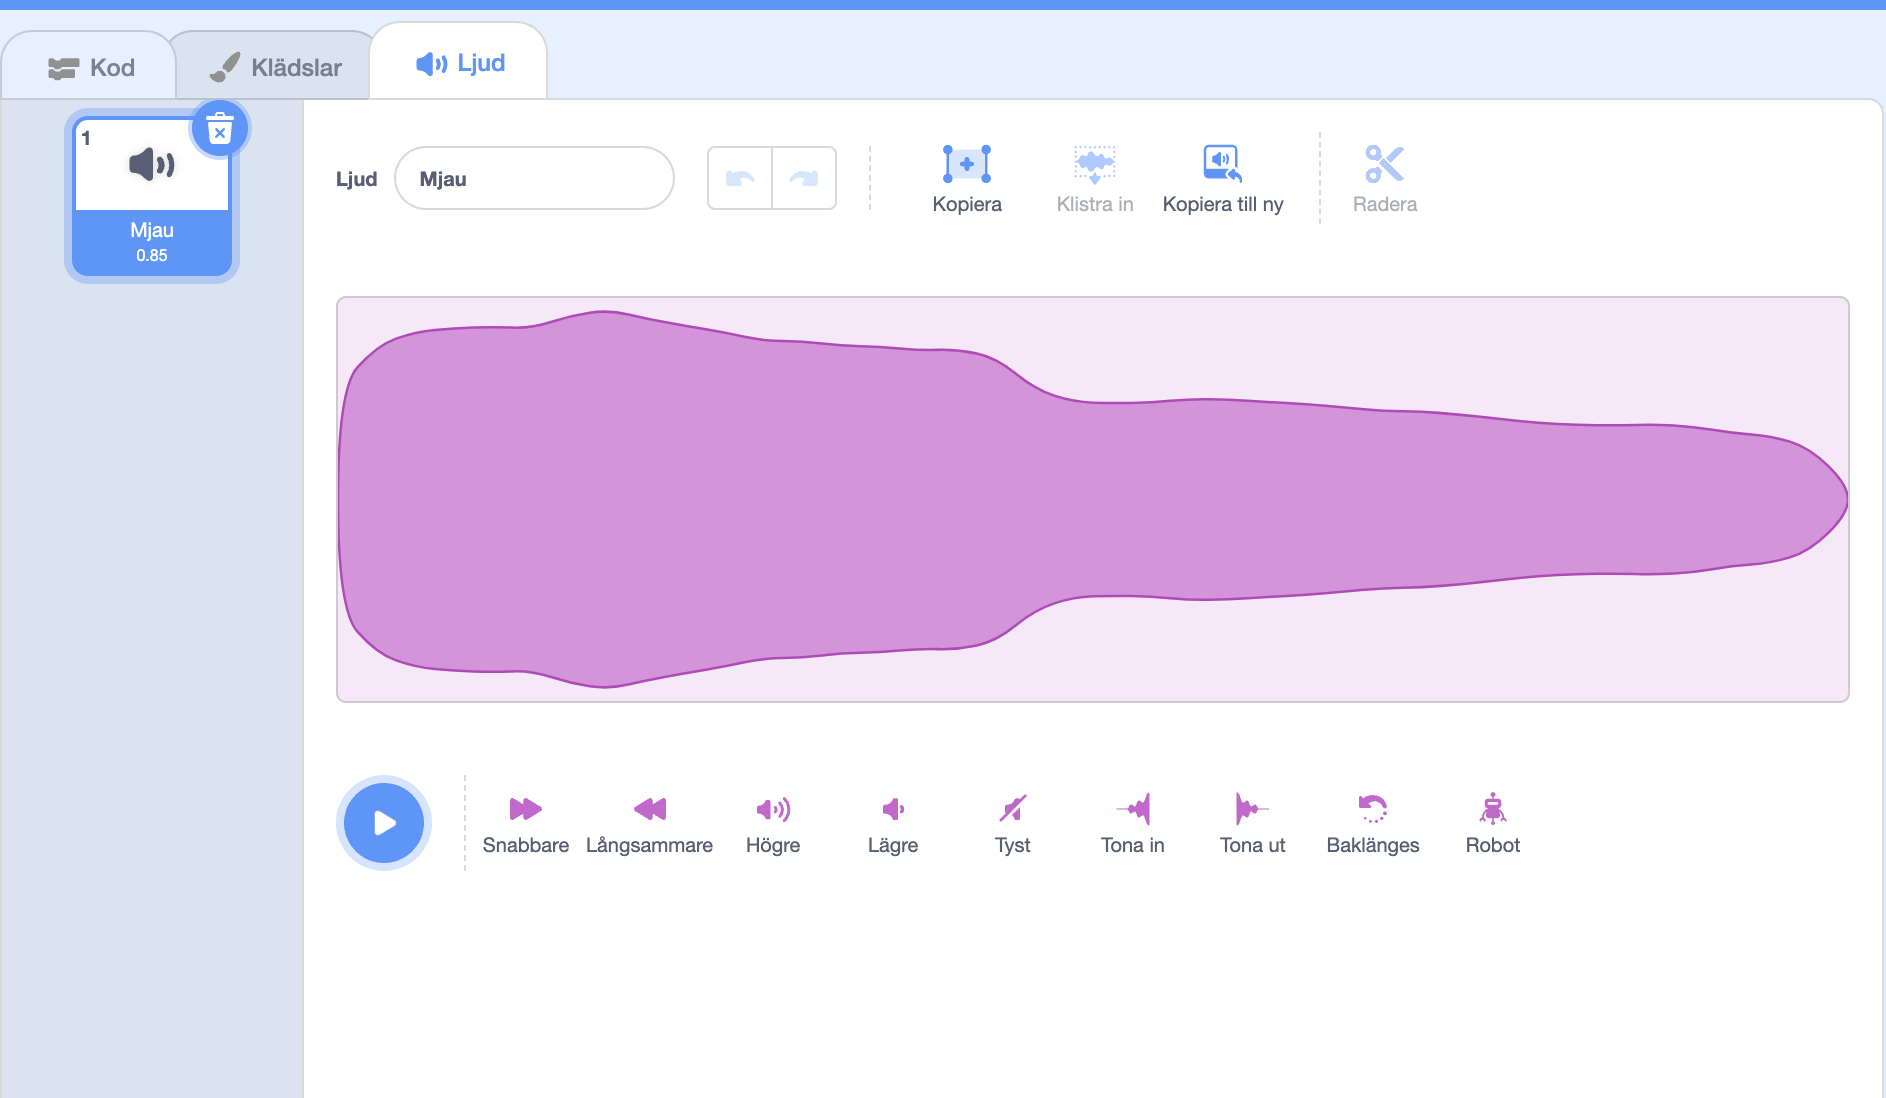 Kod
Klädslar
Ljud
1
Mjau
0.85
Ljud
Mjau
Kopiera
Klistra in
Kopiera till ny
Radera
Snabbare
Långsammare
Högre
Lägre
Tyst
Tona in
Tona ut
Baklänges
Robot